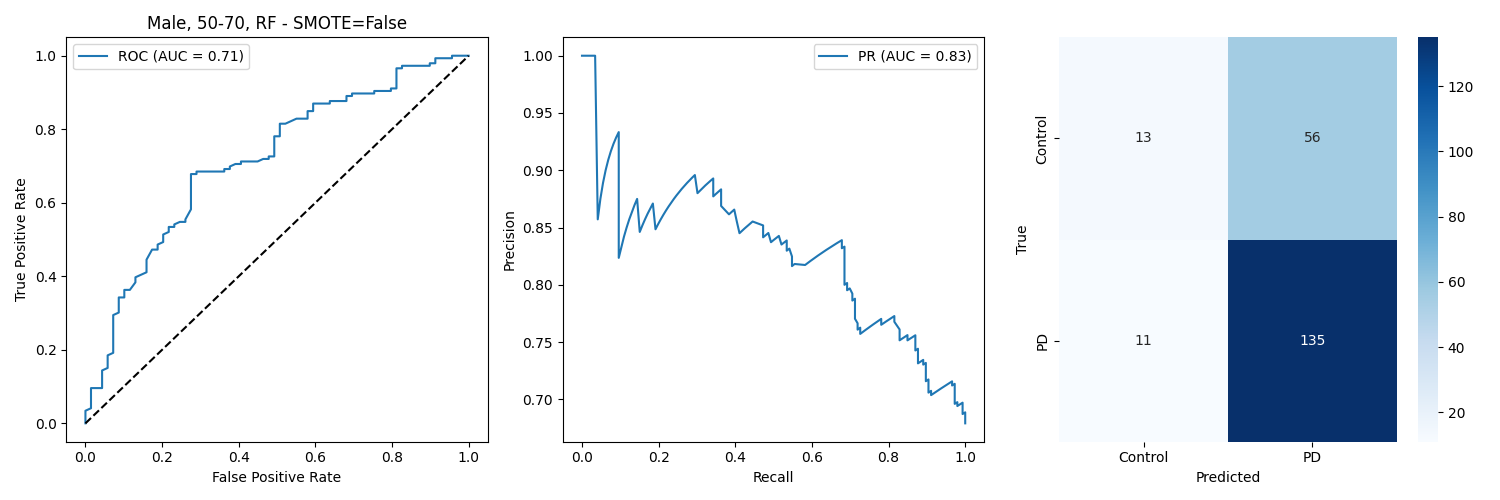 Male, 50-70, RF - SMOTE=False
ROC (AUC = 0.71)
True Positive Rate
1.0
0.8
0.6
0.4
0.2
0.0
0.0 0.2 0.4 0.6 0.8 1.0
False Positive Rate
PR (AUC = 0.83)
Precision
1.00
0.95
0.90
0.85
0.80
0.75
0.70
0.0 0.2 0.4 0.6 0.8 1.0
Recall
True
Control
PD
13 56
11 135
Control PD
Predicted
120
100
80
60
40
20